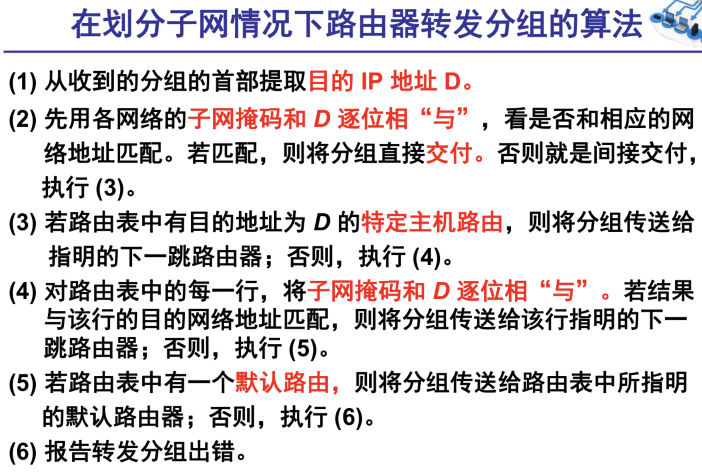 在划分子网情况下路由器转发分组的算法
(1) 从收到的分组的首部提取目的 IP 地址 D。
(2) 先用各网络的子网掩码和 D 逐位相“与”，看是否和相应的网
络地址匹配。若匹配，则将分组直接交付。否则就是间接交付，
执行 (3)。
(3) 若路由表中有目的地址为 D 的特定主机路由，则将分组传送给
指明的下一跳路由器；否则，执行 (4)。
(4) 对路由表中的每一行，将子网掩码和 D 逐位相“与”。若结果
与该行的目的网络地址匹配，则将分组传送给该行指明的下一
跳路由器；否则，执行 (5)。
(5) 若路由表中有一个默认路由，则将分组传送给路由表中所指明
的默认路由器；否则，执行 (6)。
(6) 报告转发分组出错。